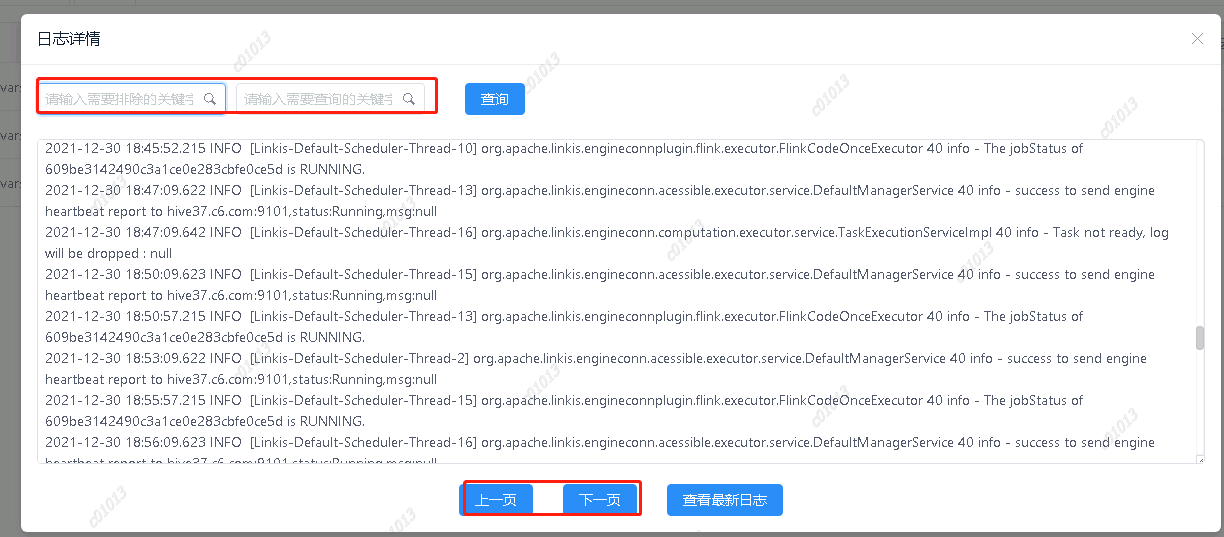 日志详情
vars
请输入需要排除的关键字
请输入需要查询的关键字
查询
2021-12-30 18:45:52.215 INFO  [Linkis-Default-Scheduler-Thread-10] org.apache.linkis.engineconnplugin.flink.executor.FlinkCodeOnceExecutor 40 info - The jobStatus of
609be3142490c3a1ce0e283cbfe0ce5d is RUNNING.
2021-12-30 18:47:09.622 INFO  [Linkis-Default-Scheduler-Thread-13] org.apache.linkis.engineconn.acessible.executor.service.DefaultManagerService 40 info - success to send engine
heartbeat report to hive37.c6.com:9101,status:Running,msg:null
2021-12-30 18:47:09.642 INFO  [Linkis-Default-Scheduler-Thread-16] org.apache.linkis.engineconn.computation.executor.service.TaskExecutionServiceImpl 40 info - Task not ready, log
will be dropped : null
2021-12-30 18:50:09.623 INFO  [Linkis-Default-Scheduler-Thread-15] org.apache.linkis.engineconn.acessible.executor.service.DefaultManagerService 40 info - success to send engine
heartbeat report to hive37.c6.com:9101,status:Running,msg:null
2021-12-30 18:50:57.215 INFO  [Linkis-Default-Scheduler-Thread-13] org.apache.linkis.engineconnplugin.flink.executor.FlinkCodeOnceExecutor 40 info - The jobStatus of
609be3142490c3a1ce0e283cbfe0ce5d is RUNNING.
2021-12-30 18:53:09.622 INFO  [Linkis-Default-Scheduler-Thread-2] org.apache.linkis.engineconn.acessible.executor.service.DefaultManagerService 40 info - success to send engine
heartbeat report to hive37.c6.com:9101,status:Running,msg:null
2021-12-30 18:55:57.215 INFO  [Linkis-Default-Scheduler-Thread-15] org.apache.linkis.engineconnplugin.flink.executor.FlinkCodeOnceExecutor 40 info - The jobStatus of
609be3142490c3a1ce0e283cbfe0ce5d is RUNNING.
2021-12-30 18:56:09.623 INFO  [Linkis-Default-Scheduler-Thread-16] org.apache.linkis.engineconn.acessible.executor.service.DefaultManagerService 40 info - success to send engine
heartbeat report to hive37.c6.com:9101,status:Running,msg:null
上一页
下一页
查看最新日志
c01013